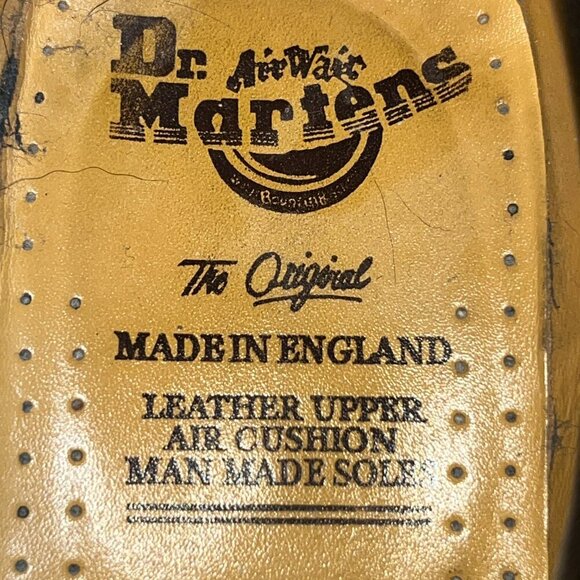 Dr. AirWair
Martens
Bouncing
The Original
MADE IN ENGLAND
LEATHER UPPER
AIR CUSHION
MAN MADE SOLES